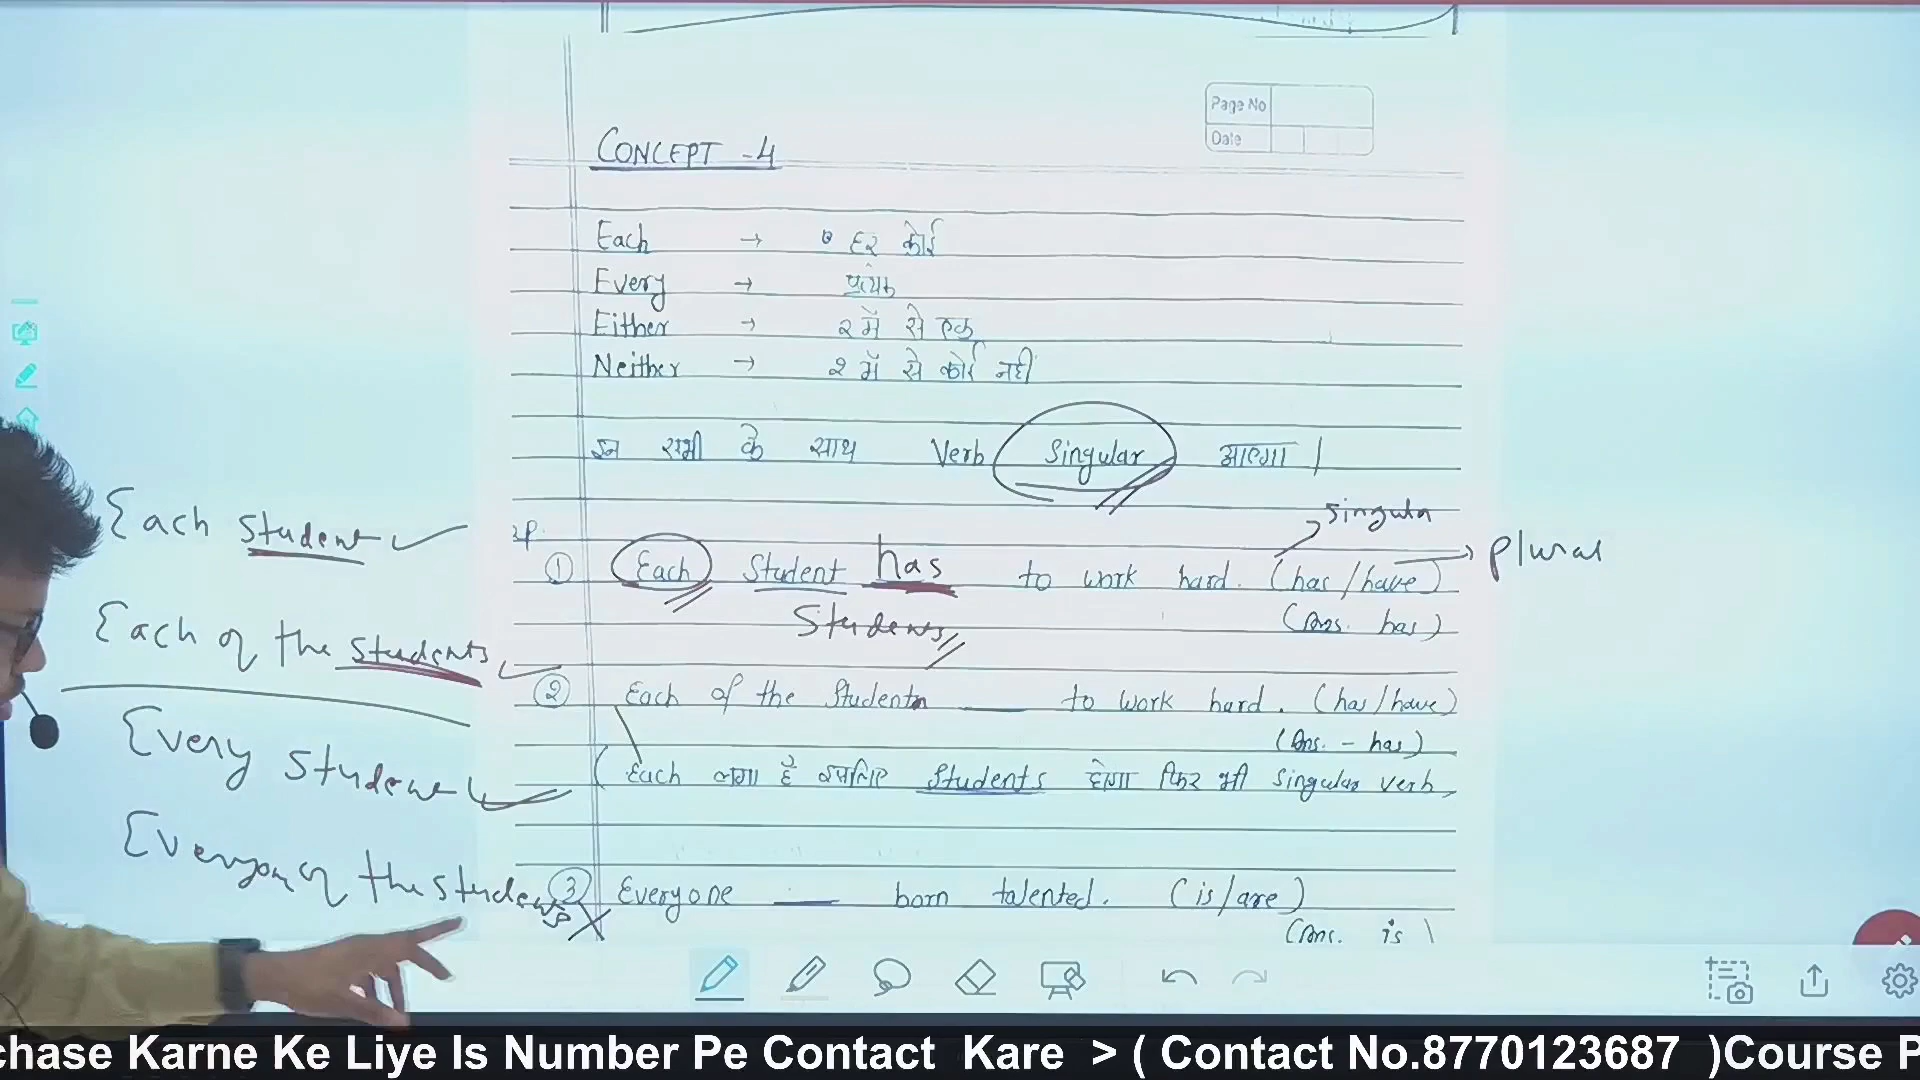 Page No
Date
CONCEPT - 4
Each → हर कोई
Every → प्रत्येक
Either → 2 में से एक
Neither → 2 में से कोई नहीं
इन सभी के साथ Verb Singular आएगा |
Each Student ✓
Each of the students ✓
Every student ✓
Everyone of the students X
singula
plural
① Each Student has to work hard. (has/have)
Students
(Ans. has)
② Each of the Student to work hard. (has/have)
(Ans. - has)
(Each लगा है इसलिए Students होगा फिर भी Singular verb,
③ Everyone ___ born talented. (is/are)
(Ans. is)
chase Karne Ke Liye Is Number Pe Contact Kare > ( Contact No.8770123687 )Course P